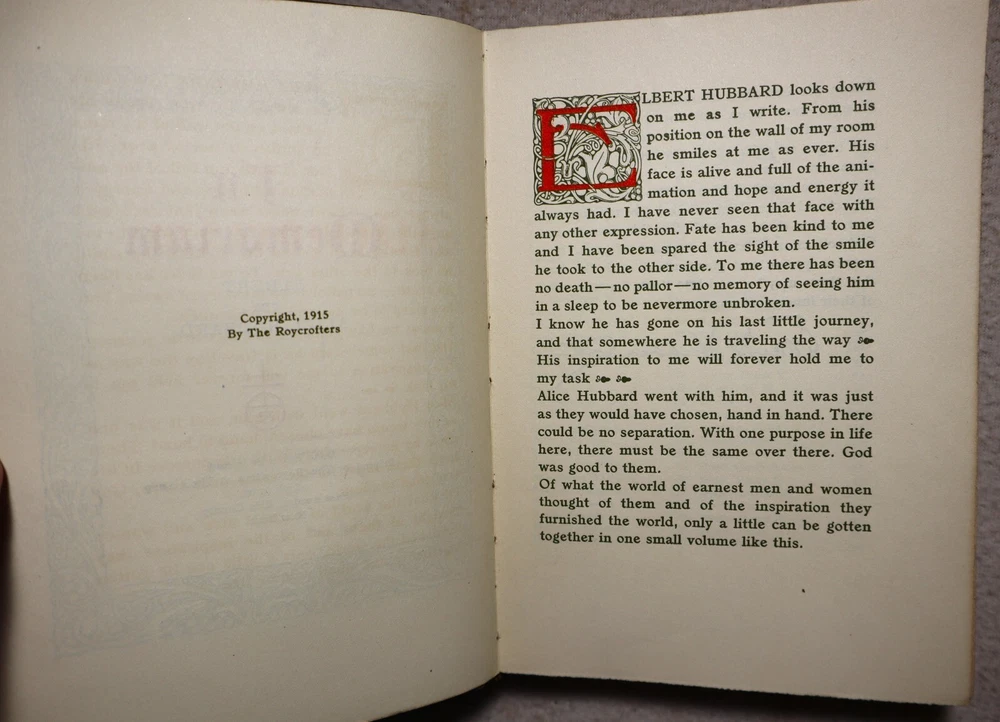 Copyright, 1915
By The Roycrofters
ELBERT HUBBARD looks down
on me as I write. From his
position on the wall of my room
he smiles at me as ever. His
face is alive and full of the ani-
mation and hope and energy it
always had. I have never seen that face with
any other expression. Fate has been kind to me
and I have been spared the sight of the smile
he took to the other side. To me there has been
no death—no pallor—no memory of seeing him
in a sleep to be nevermore unbroken.
I know he has gone on his last little journey,
and that somewhere he is traveling the way
His inspiration to me will forever hold me to
my task
Alice Hubbard went with him, and it was just
as they would have chosen, hand in hand. There
could be no separation. With one purpose in life
here, there must be the same over there. God
was good to them.
Of what the world of earnest men and women
thought of them and of the inspiration they
furnished the world, only a little can be gotten
together in one small volume like this.